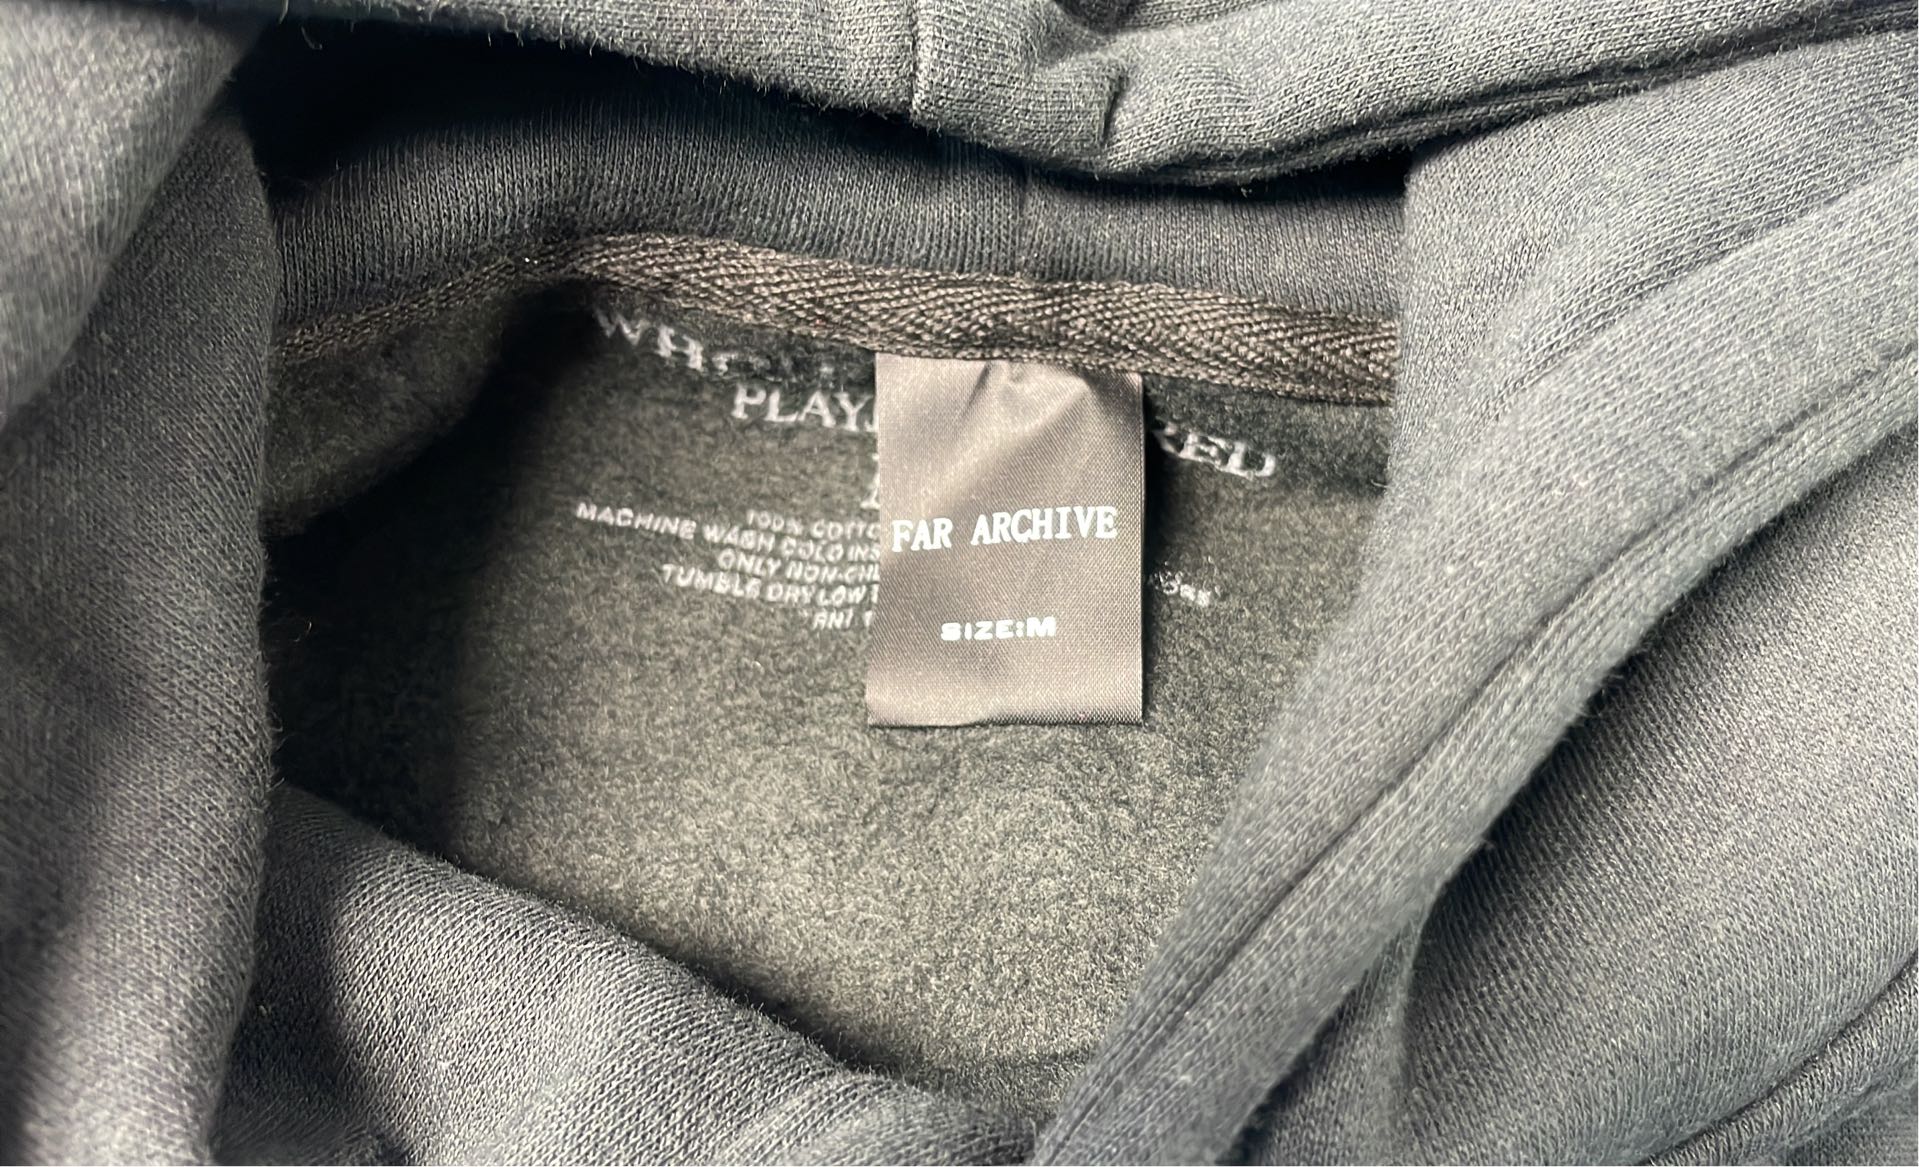 PLAY
RED
100% COTTO
MACHINE WASH COLD INS
ONLY NON-CH
TUMBLE DRY LOW
FAR ARCHIVE
SIZE:M